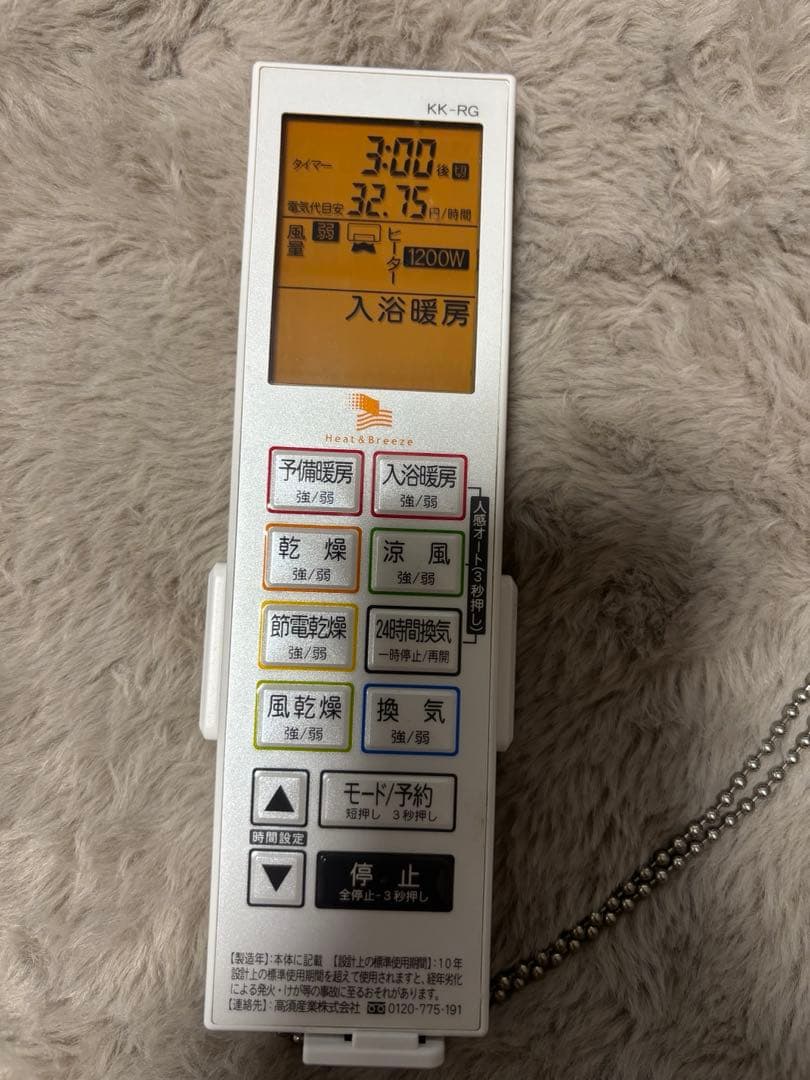 KK-RG
タイマー 3:00 後 切
電気代目安 32.75 円/時間
風量 弱 ヒーター 1200W
入浴暖房
Heat & Breeze
予備暖房 入浴暖房
強/弱 強/弱
人感オート(3秒押し)
乾燥 涼風
強/弱 強/弱
節電乾燥 24時間換気
強/弱 一時停止/再開
風乾燥 換気
強/弱 強/弱
▲ モード/予約
短押し 3秒押し
時間設定
▼ 停止
全停止-3秒押し
【製造年】:本体に記載 【設計上の標準使用期間】:10年
設計上の標準使用期間を超えて使用されますと、経年劣化
による発火・けが等の事故に至るおそれがあります。
【連絡先】:高須産業株式会社 0120-775-191